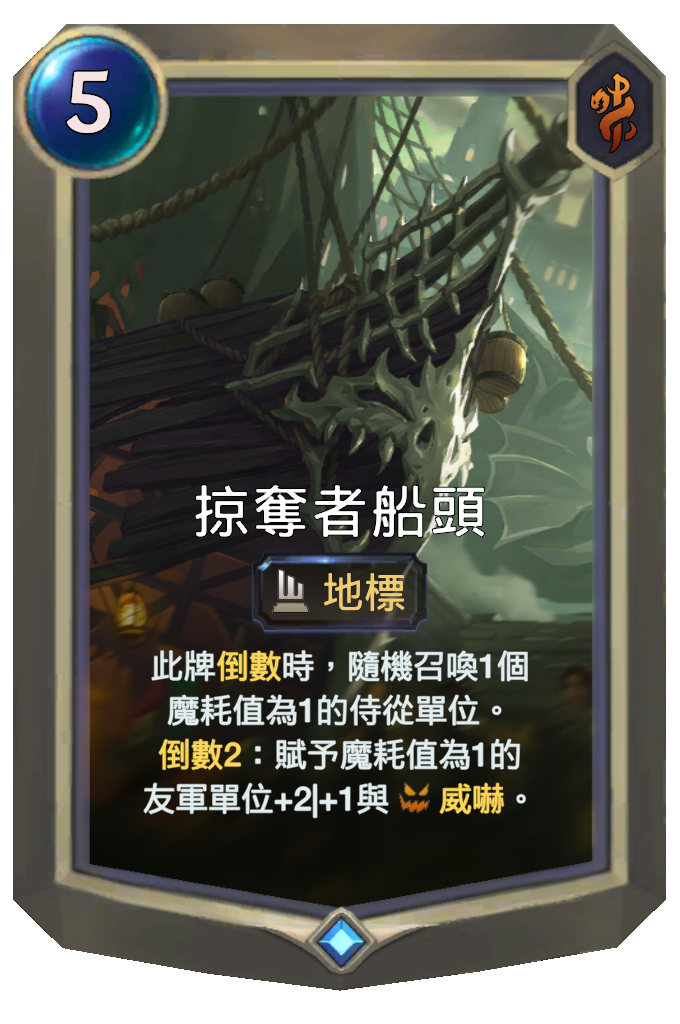 5
掠奪者船頭
地標
此牌倒數時，隨機召喚1個
魔耗值為1的侍從單位。
倒數2：賦予魔耗值為1的
友軍單位+2|+1與 威嚇。